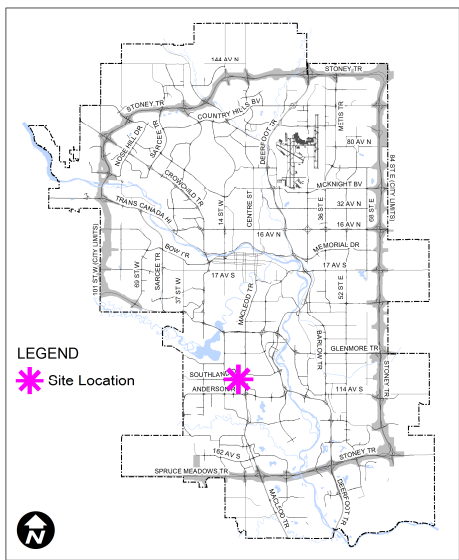 144 AV N
STONEY TR
STONEY TR
COUNTRY HILLS BV
METIS TR
SARCEE TR
NOSE HILL DR
DEERFOOT TR
80 AV N
CROWCHILD TR
MCKNIGHT BV
84 ST E (CITY LIMITS)
TRANS CANADA HI
14 ST W
CENTRE ST
36 ST E
32 AV N
68 ST E
16 AV N
16 AV N
101 ST W (CITY LIMITS)
BOW TR
MEMORIAL DR
69 ST W
SARCEE TR
37 ST W
17 AV S
17 AV S
MACLEOD TR
52 ST E
BARLOW TR
GLENMORE TR
LEGEND
Site Location
SOUTHLAND
ANDERSON R
114 AV S
STONEY TR
162 AV S
STONEY TR
SPRUCE MEADOWS TR
MACLEOD TR
DEERFOOT TR
N